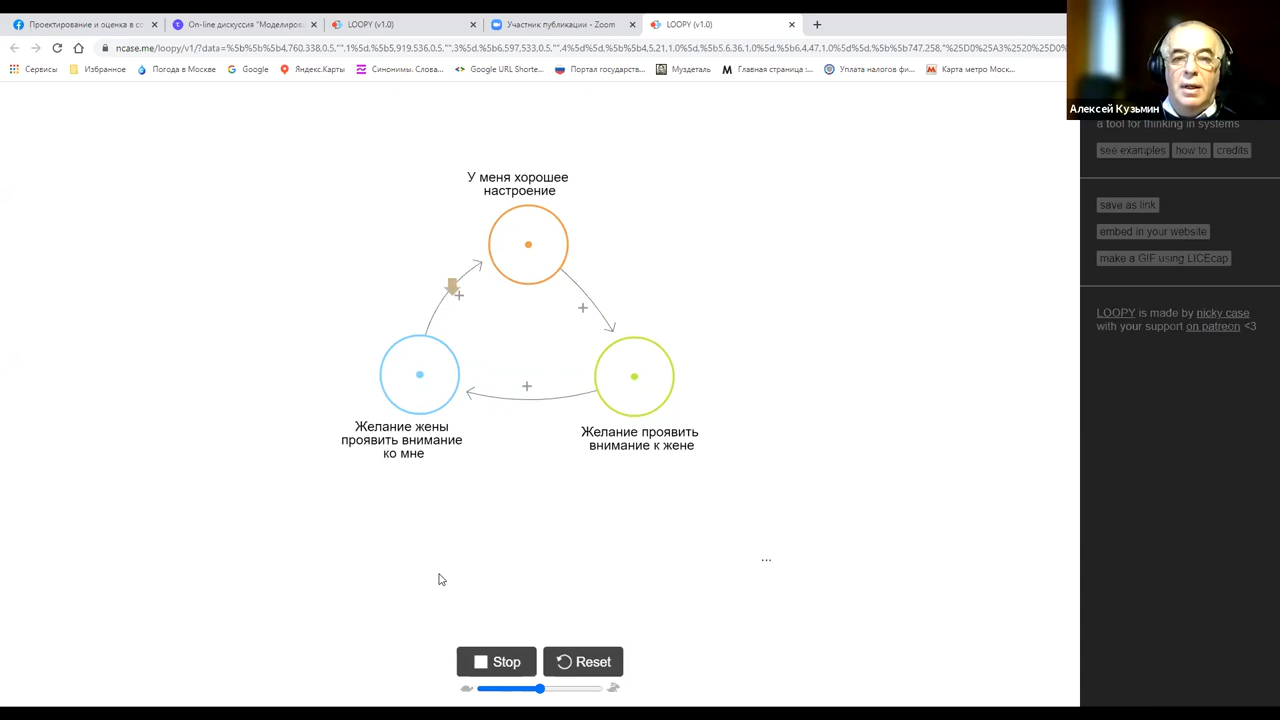 Проектирование и оценка в со
On-line дискуссия "Моделиров
LOOPY (v1.0)
Участник публикации - Zoom
LOOPY (v1.0)
ncase.me/loopy/v1/?data=%5b%5b%5b4,760,338,0.5,"",1%5d,%5b5,919,536,0.5,"",3%5d,%5b6,597,533,0.5,"",4%5d%5d,%5b%5b4,5,21,1,0%5d,%5b5,6,36,1,0%5d,%5b6,4,47,1,0%5d%5d,%5b%5b747,258,"%25D0%25A3%2520%25D0%
Сервисы
Избранное
Погода в Москве
Google
Яндекс.Карты
Синонимы. Слова...
Google URL Shorte...
Портал государств...
Муздеталь
Главная страница :...
Уплата налогов фи...
Карта метро Моск...
Алексей Кузьмин
a tool for thinking in systems
see examples how to credits
save as link
embed in your website
make a GIF using LICEcap
LOOPY is made by nicky case
with your support on patreon <3
У меня хорошее
настроение
+
+
+
Желание жены
проявить внимание
ко мне
Желание проявить
внимание к жене
...
Stop
Reset